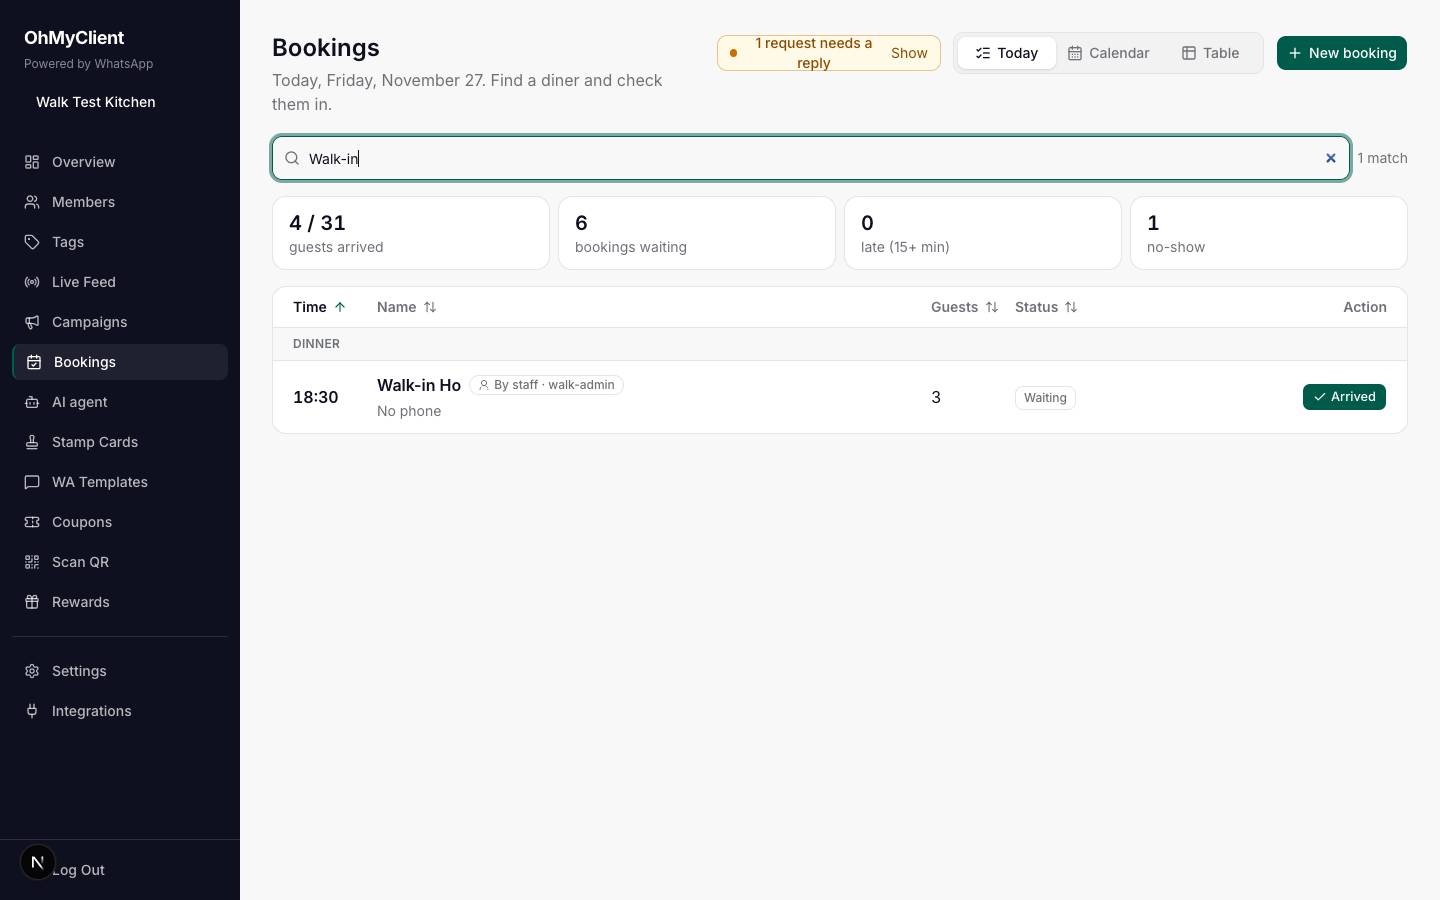 OhMyClient
Powered by WhatsApp
Walk Test Kitchen
Overview
Members
Tags
Live Feed
Campaigns
Bookings
AI agent
Stamp Cards
WA Templates
Coupons
Scan QR
Rewards
Settings
Integrations
N
Log Out
Bookings
Today, Friday, November 27. Find a diner and check
them in.
1 request needs a
reply
Show
Today
Calendar
Table
New booking
Walk-in
1 match
4 / 31
guests arrived
6
bookings waiting
0
late (15+ min)
1
no-show
Time Name Guests Status Action
DINNER
18:30 Walk-in Ho By staff · walk-admin 3 Waiting Arrived
No phone